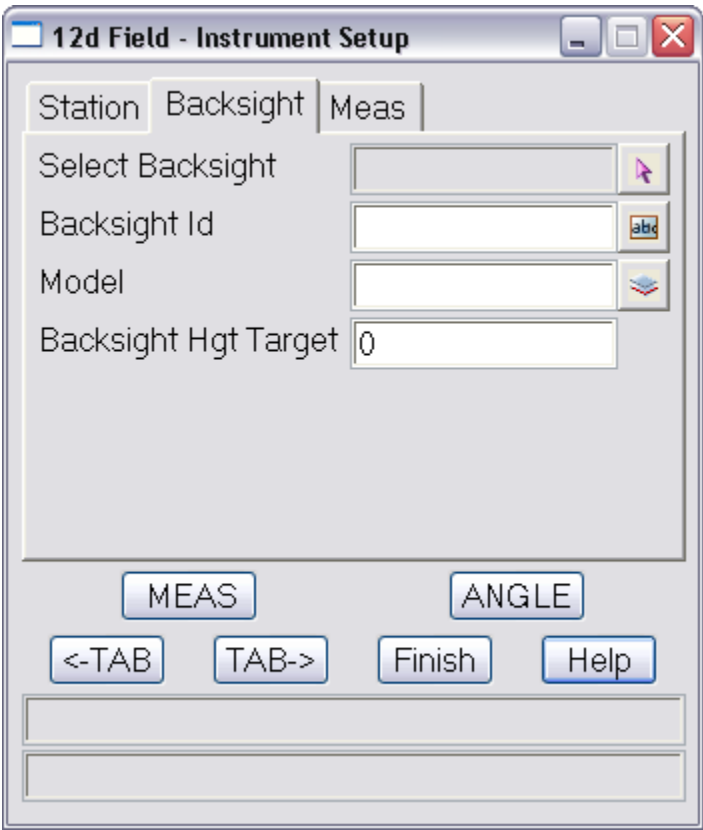 12d Field - Instrument Setup
Station Backsight Meas
Select Backsight
Backsight Id abc
Model
Backsight Hgt Target 0
MEAS ANGLE
<-TAB TAB-> Finish Help